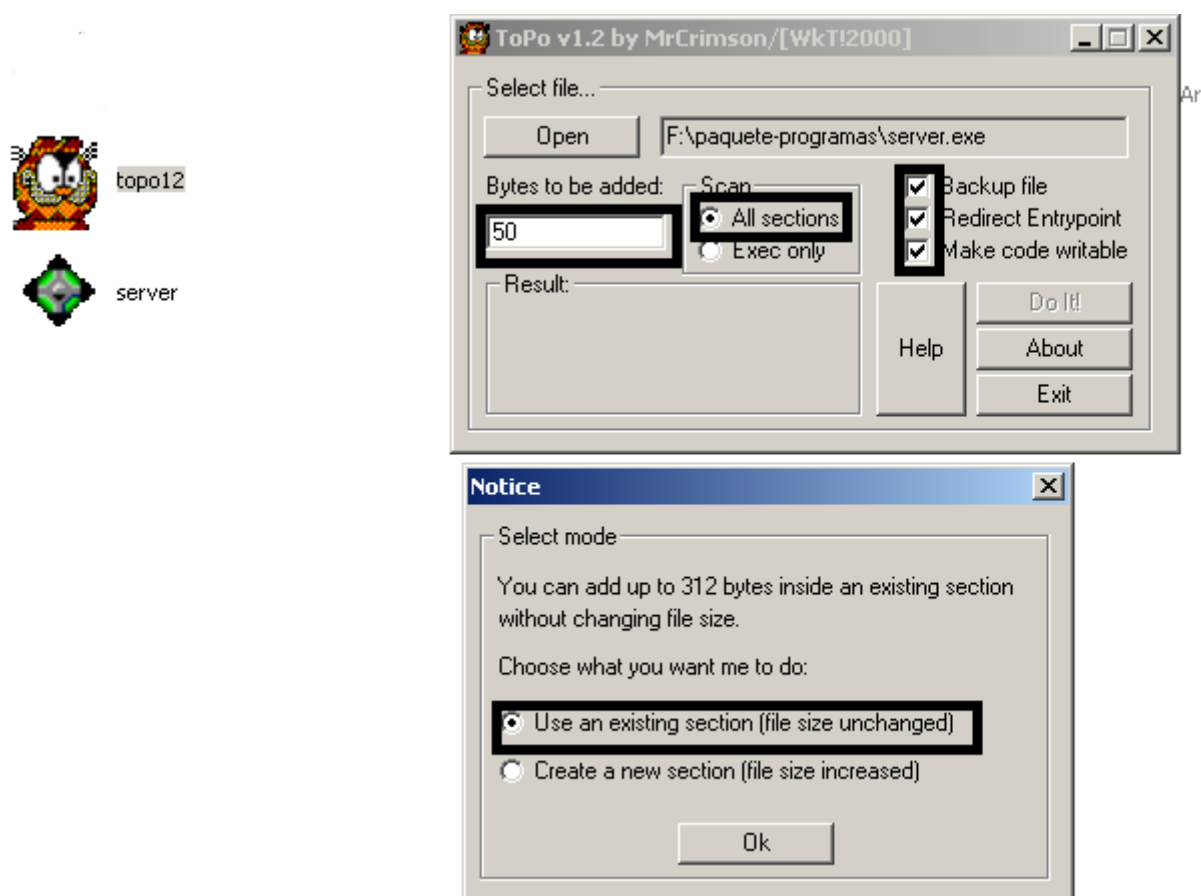 topo12
server
ToPo v1.2 by MrCrimson/[WkT!2000]
Select file...
Open
F:\paquete-programas\server.exe
Bytes to be added:
50
Scan
All sections
Exec only
Backup file
Redirect Entrypoint
Make code writable
Result:
Help
Do It!
About
Exit
Ar
Notice
Select mode
You can add up to 312 bytes inside an existing section
without changing file size.
Choose what you want me to do:
Use an existing section (file size unchanged)
Create a new section (file size increased)
Ok